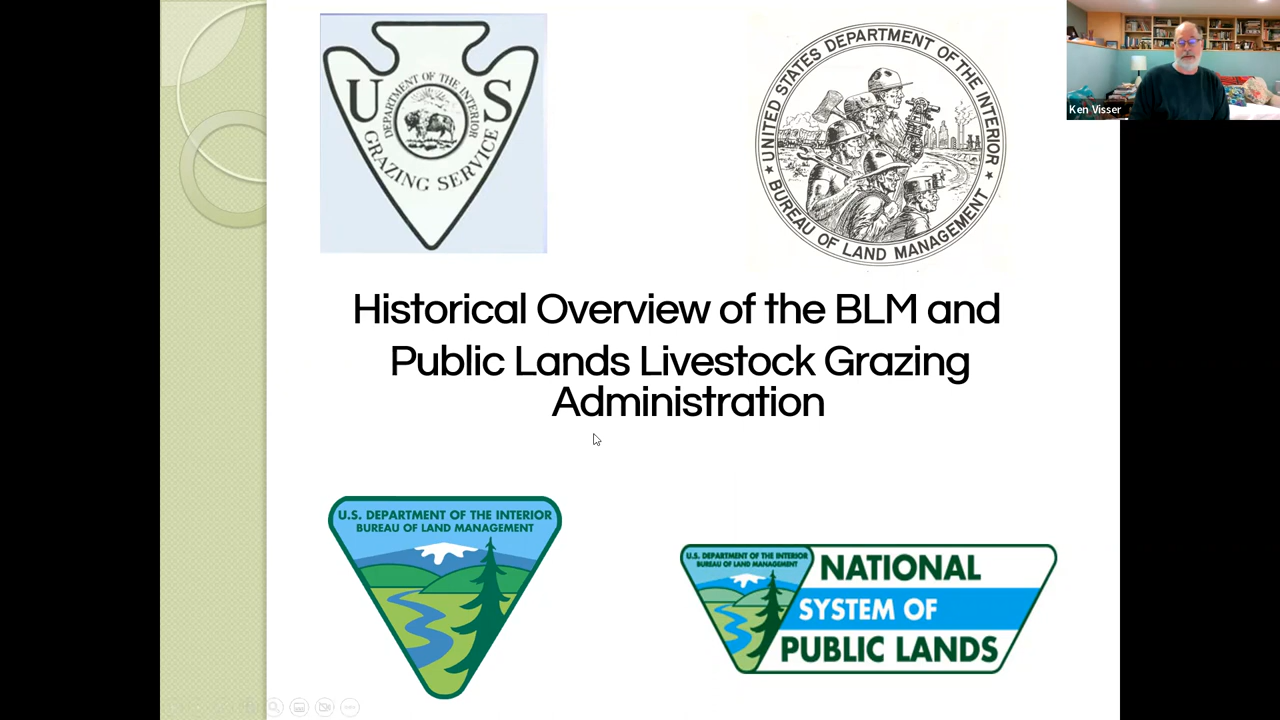 U S
DEPARTMENT OF THE INTERIOR
GRAZING SERVICE
★ UNITED STATES DEPARTMENT OF THE INTERIOR ★
BUREAU OF LAND MANAGEMENT
Ken Visser
Historical Overview of the BLM and
Public Lands Livestock Grazing
Administration
U.S. DEPARTMENT OF THE INTERIOR
BUREAU OF LAND MANAGEMENT
U.S. DEPARTMENT OF THE INTERIOR
BUREAU OF LAND MANAGEMENT
NATIONAL
SYSTEM OF
PUBLIC LANDS